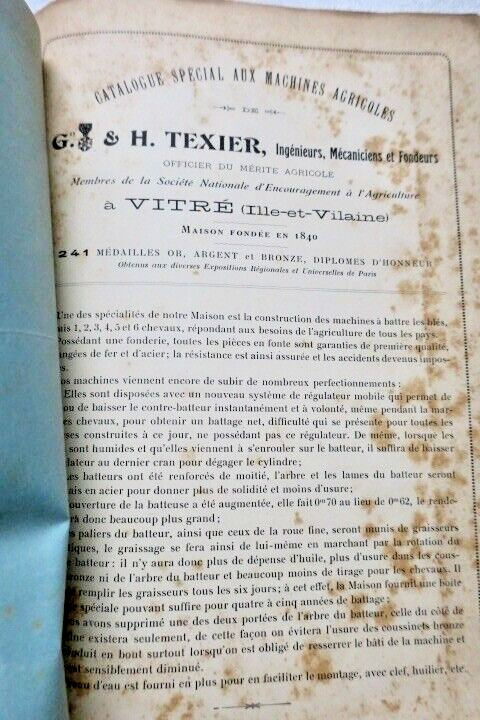 CATALOGUE SPÉCIAL AUX MACHINES AGRICOLES
DE
G.º & H. TEXIER, Ingénieurs, Mécaniciens et Fondeurs
OFFICIER DU MÉRITE AGRICOLE
Membres de la Société Nationale d'Encouragement à l'Agriculture
à VITRÉ (Ille-et-Vilaine)
MAISON FONDÉE EN 1840
241 MÉDAILLES OR, ARGENT et BRONZE, DIPLOMES D'HONNEUR
Obtenus aux diverses Expositions Régionales et Universelles de Paris
Une des spécialités de notre Maison est la construction des machines à battre les blés,
uis 1, 2, 3, 4, 5 et 6 chevaux, répondant aux besoins de l'agriculture de tous les pays.
Possédant une fonderie, toutes les pièces en fonte sont garanties de première qualité,
angées de fer et d'acier; la résistance est ainsi assurée et les accidents devenus impos-
s.
os machines viennent encore de subir de nombreux perfectionnements :
Elles sont disposées avec un nouveau système de régulateur mobile qui permet de
ou de baisser le contre-batteur instantanément et à volonté, même pendant la mar-
es chevaux, pour obtenir un battage net, difficulté qui se présente pour toutes les
ses construites à ce jour, ne possédant pas ce régulateur. De même, lorsque les
sont humides et qu'elles viennent à s'enrouler sur le batteur, il suffira de baisser
lateur au dernier cran pour dégager le cylindre;
es batteurs ont été renforcés de moitié, l'arbre et les lames du batteur seront
ais en acier pour donner plus de solidité et moins d'usure;
ouverture de la batteuse a été augmentée, elle fait 0m70 au lieu de 0m62, le rende-
ra donc beaucoup plus grand;
s paliers du batteur, ainsi que ceux de la roue fine, seront munis de graisseurs
tiques, le graissage se fera ainsi de lui-même en marchant par la rotation du
batteur : il n'y aura donc plus de dépense d'huile, plus d'usure dans les cous-
bronze ni de l'arbre du batteur et beaucoup moins de tirage pour les chevaux. Il
remplir les graisseurs tous les six jours; à cet effet, la Maison fournit une boîte
e spéciale pouvant suffire pour quatre à cinq années de battage;
s avons supprimé une des deux portées de l'arbre du batteur, celle du côté de
ine existera seulement, de cette façon on évitera l'usure des coussinets bronze
nduit en bout surtout lorsqu'on est obligé de resserrer le bâti de la machine et
st sensiblement diminué.
eau d'eau est fourni en plus pour en faciliter le montage, avec clef, huilier, etc.